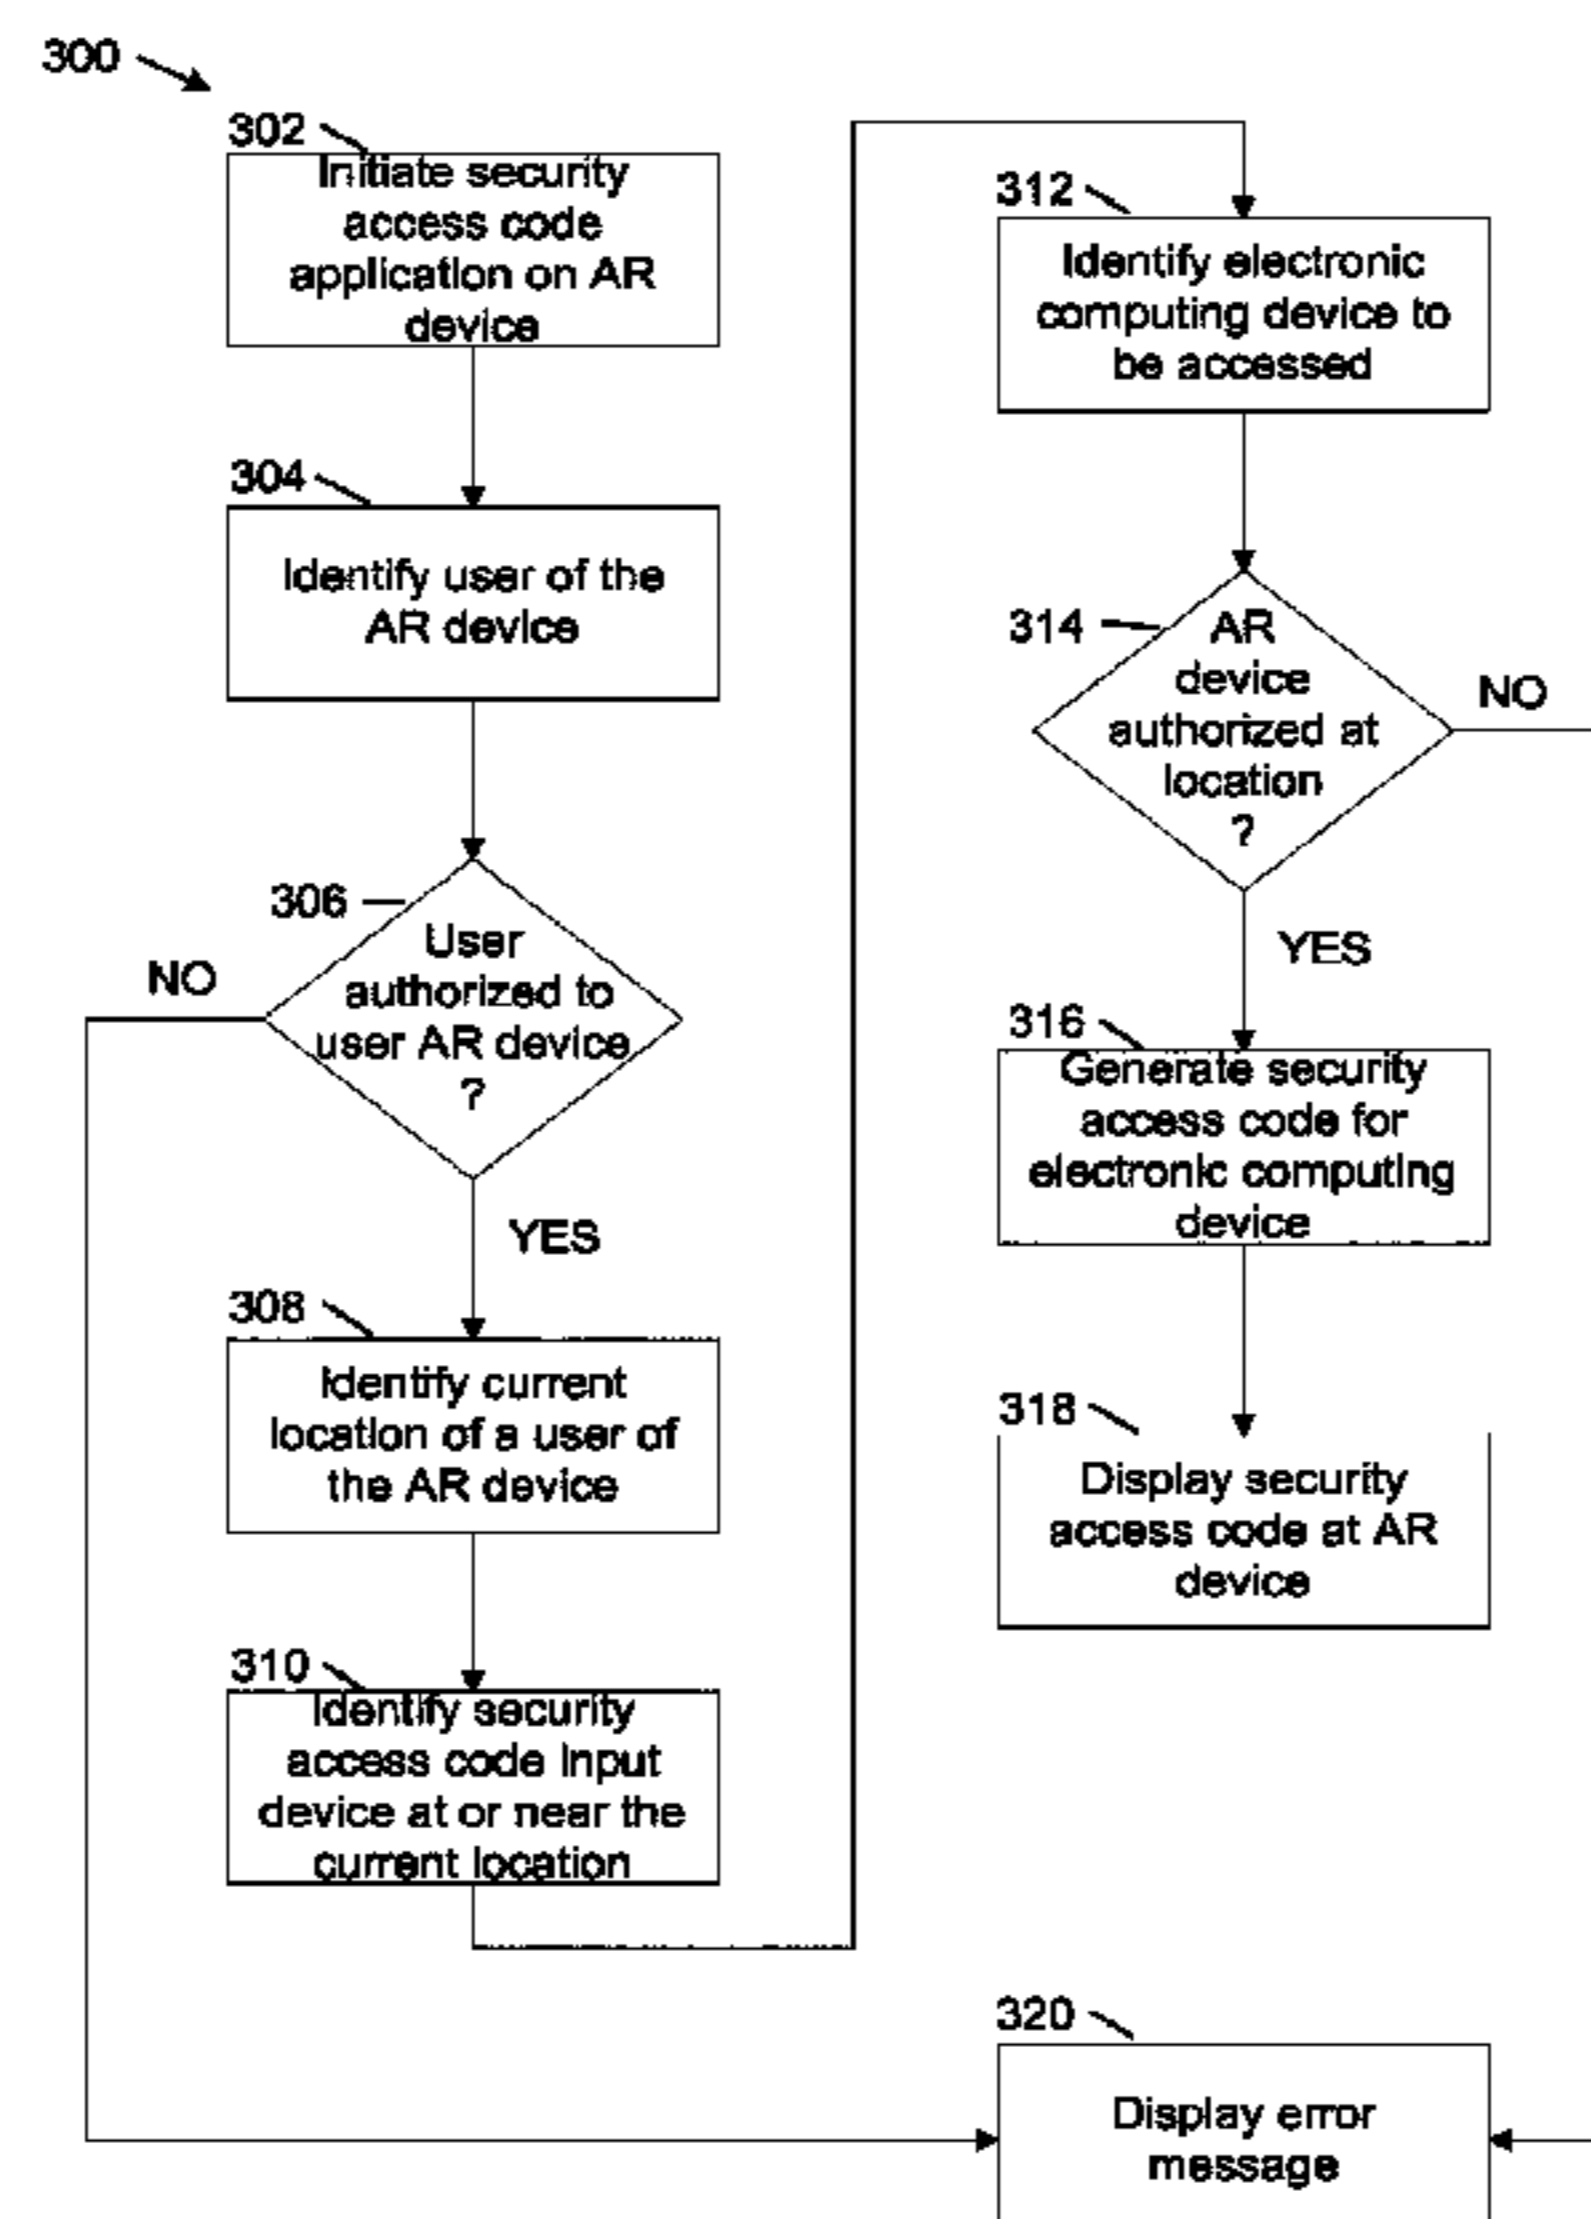 300
302
Initiate security
access code
application on AR
device
304
Identify user of the
AR device
306
User
authorized to
user AR device
?
NO
YES
308
Identify current
location of a user of
the AR device
310
Identify security
access code input
device at or near the
current location
312
Identify electronic
computing device to
be accessed
314
AR
device
authorized at
location
?
NO
YES
316
Generate security
access code for
electronic computing
device
318
Display security
access code at AR
device
320
Display error
message